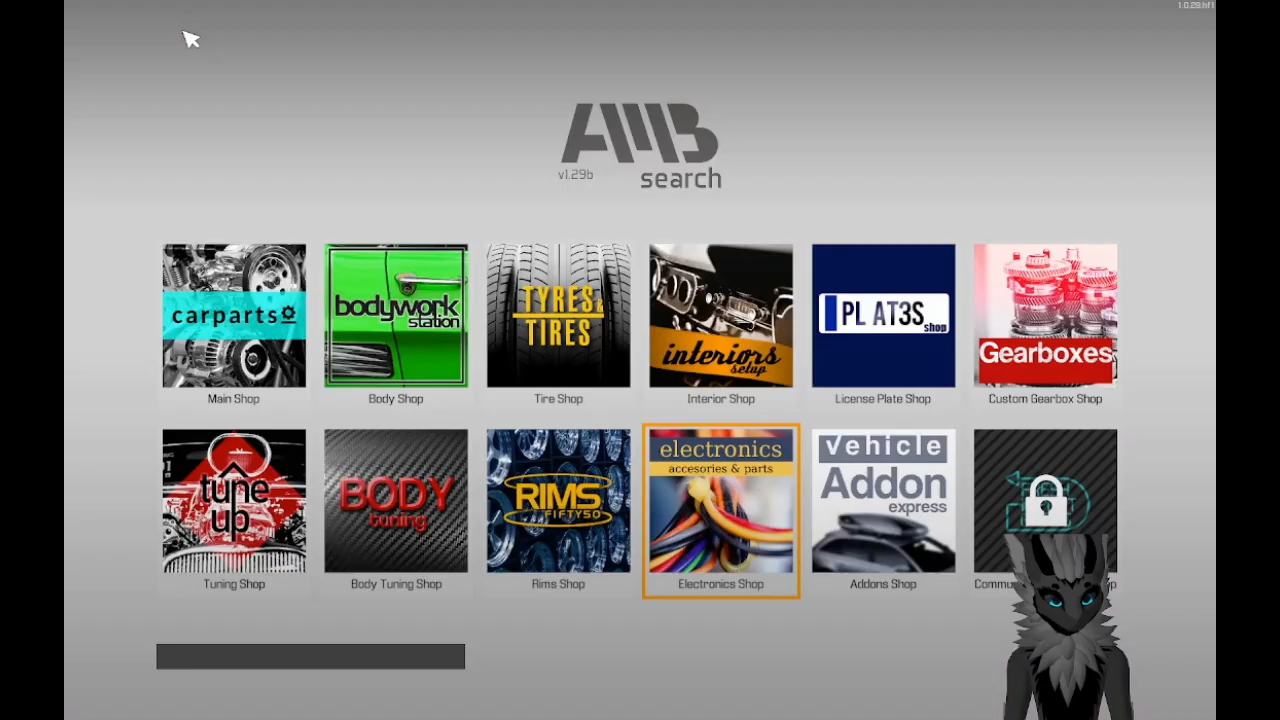 1.0.29.hf1
AMB
v1.29b
search
carparts
bodywork
station
TYRES &
TIRES
interiors
setup
PL AT3S
shop
Gearboxes
Main Shop
Body Shop
Tire Shop
Interior Shop
License Plate Shop
Custom Gearbox Shop
tune
up
BODY
tuning
RIMS
FIFTY50
electronics
accesories & parts
vehicle
Addon
express
Tuning Shop
Body Tuning Shop
Rims Shop
Electronics Shop
Addons Shop